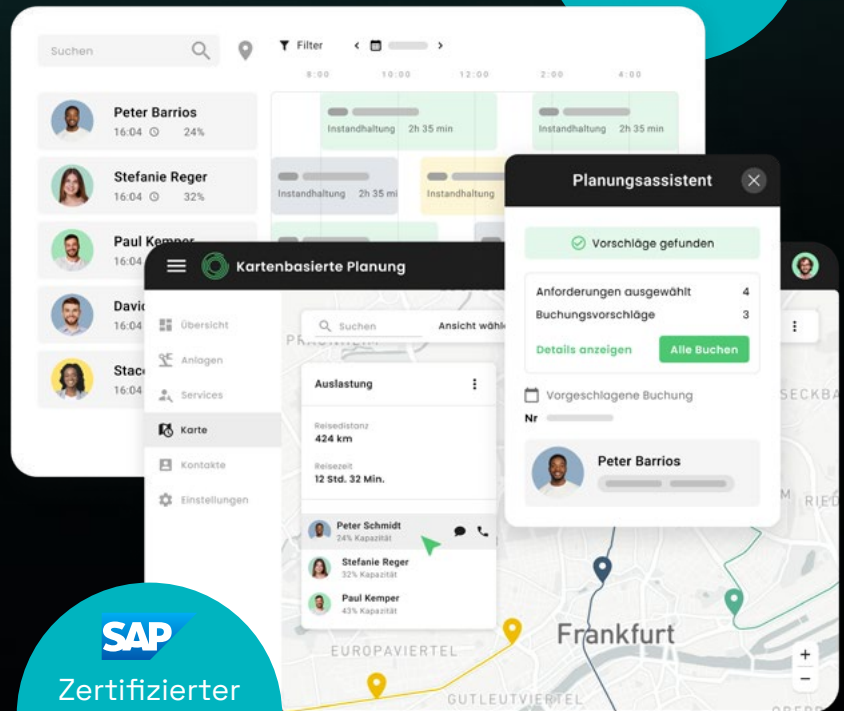 Suchen
Filter
8:00 10:00 12:00 2:00 4:00
Peter Barrios
16:04 24%
Instandhaltung 2h 35 min
Instandhaltung 2h 35 min
Stefanie Reger
16:04 32%
Instandhaltung 2h 35 mi
Instandhaltung
Paul Kemper
16:04
Planungsassistent
Vorschläge gefunden
Anforderungen ausgewählt 4
Buchungsvorschläge 3
Details anzeigen Alle Buchen
Vorgeschlagene Buchung
Nr
Peter Barrios
16:04
16:04
Kartenbasierte Planung
Übersicht
Anlagen
Services
Karte
Kontakte
Einstellungen
Suchen Ansicht wähle
Auslastung
Reisedistanz
424 km
Reisezeit
12 Std. 32 Min.
Peter Schmidt
24% Kapazität
Stefanie Reger
32% Kapazität
Paul Kemper
43% Kapazität
EUROPAVIERTEL
Frankfurt
GUTLEUTVIERTEL
SAP
Zertifizierter